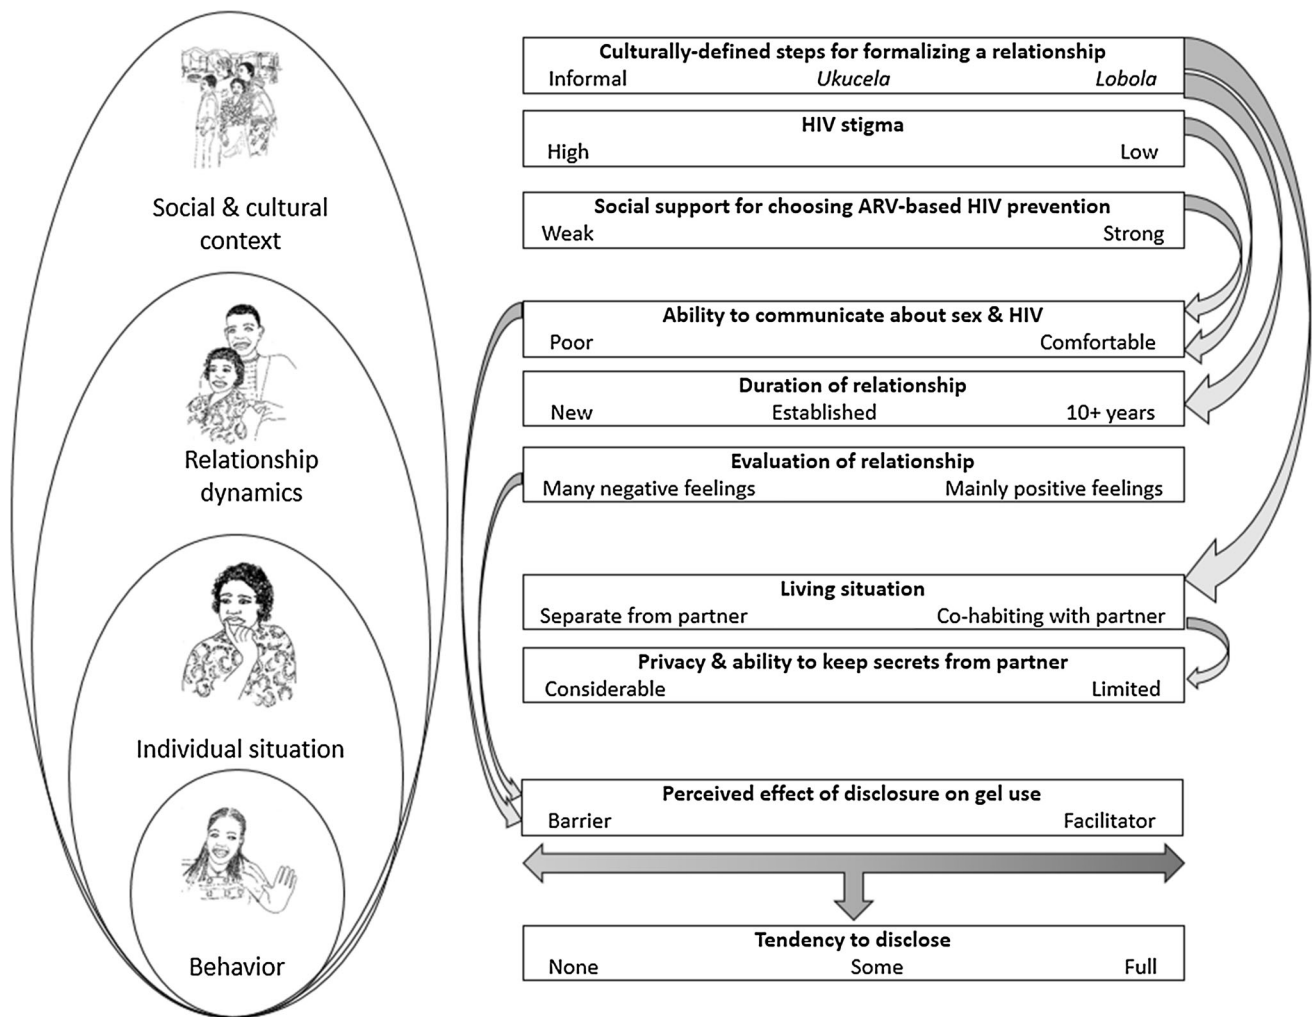 Social & cultural
context
Relationship
dynamics
Individual situation
Behavior
Culturally-defined steps for formalizing a relationship
Informal Ukucela Lobola
HIV stigma
High Low
Social support for choosing ARV-based HIV prevention
Weak Strong
Ability to communicate about sex & HIV
Poor Comfortable
Duration of relationship
New Established 10+ years
Evaluation of relationship
Many negative feelings Mainly positive feelings
Living situation
Separate from partner Co-habiting with partner
Privacy & ability to keep secrets from partner
Considerable Limited
Perceived effect of disclosure on gel use
Barrier Facilitator
Tendency to disclose
None Some Full